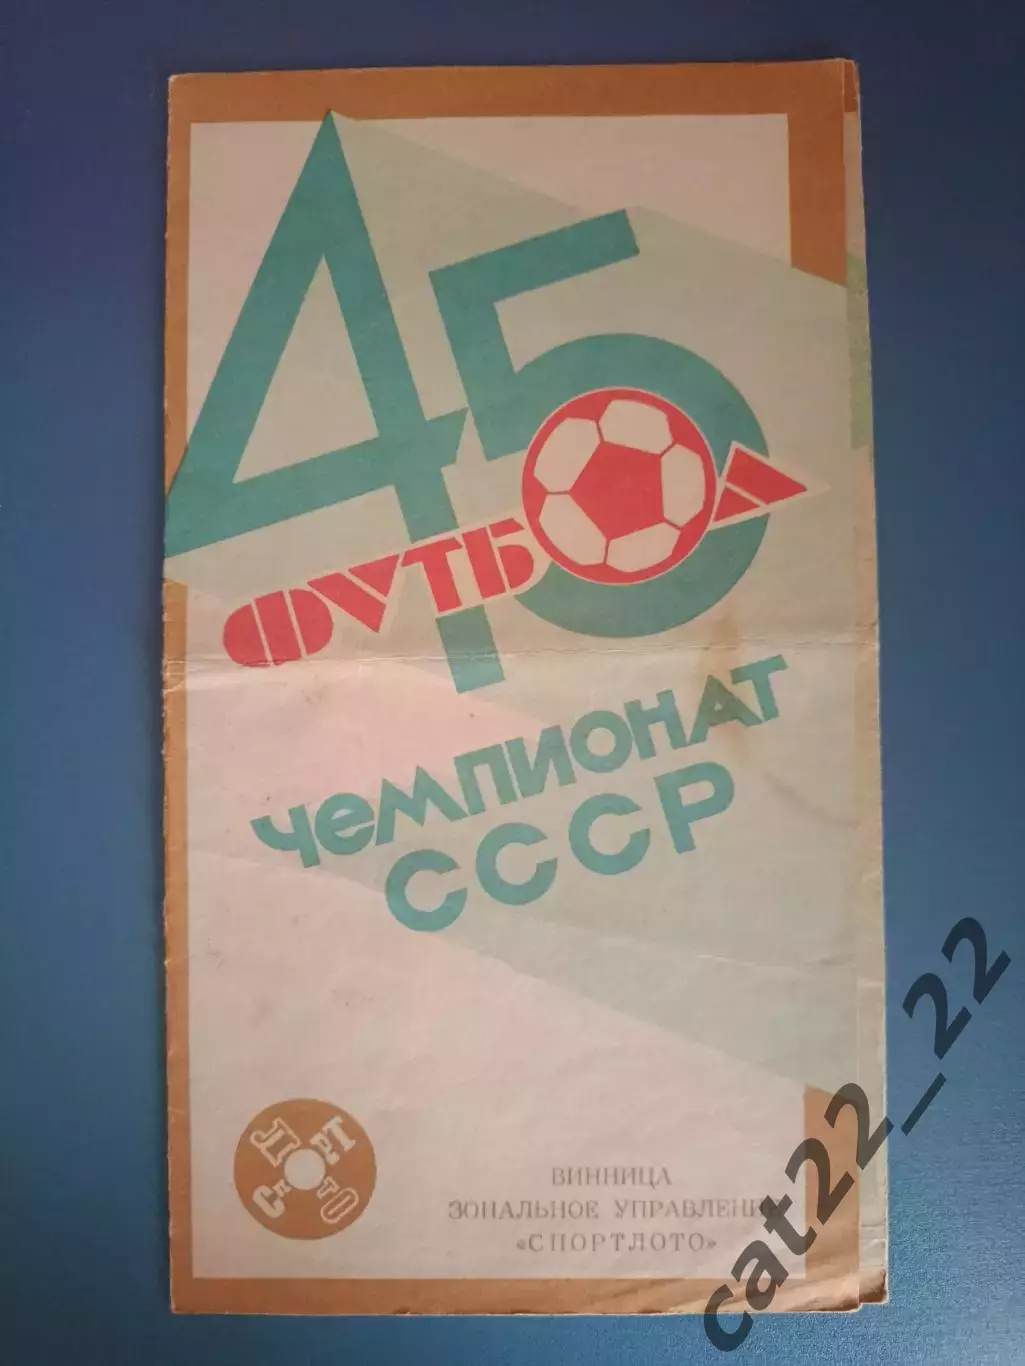 45
ФУТБОЛ
Чемпионат
СССР
СПОРТЛОТО
ВИННИЦА
ЗОНАЛЬНОЕ УПРАВЛЕНИЕ
«СПОРТЛОТО»
cat22_22